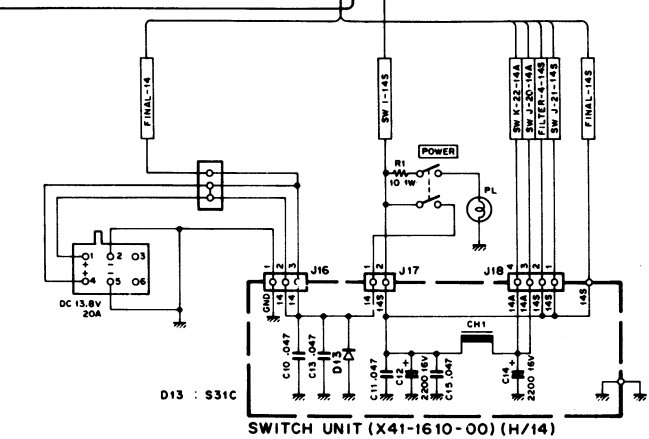 FINAL-14
SW 1-14S
SW K-22-14A
SW J-20-14A
FILTER-4-14S
SW J-21-14S
FINAL-14S
POWER
R1
10 1W
PL
1 2 3
4 5 6
+ −
+ −
DC 13.8V
20A
1 2 3 J16
1 2 J17
J18 4 3 2 1
GND 14 14
14 14S
14A 14A 14S 14S
14S
CH1
C10 .047
C13 .047
D13
C11 .047
C12 + 2200 16V
C15 .047
C14 + 2200 16V
D13 : S31C
SWITCH UNIT (X41-1610-00) (H/14)